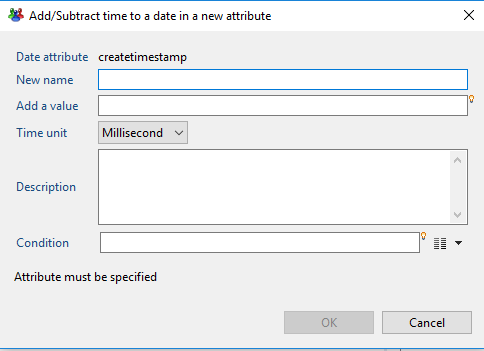 Add/Subtract time to a date in a new attribute
Date attribute createtimestamp
New name
Add a value
Time unit Millisecond
Description
Condition
Attribute must be specified
OK Cancel